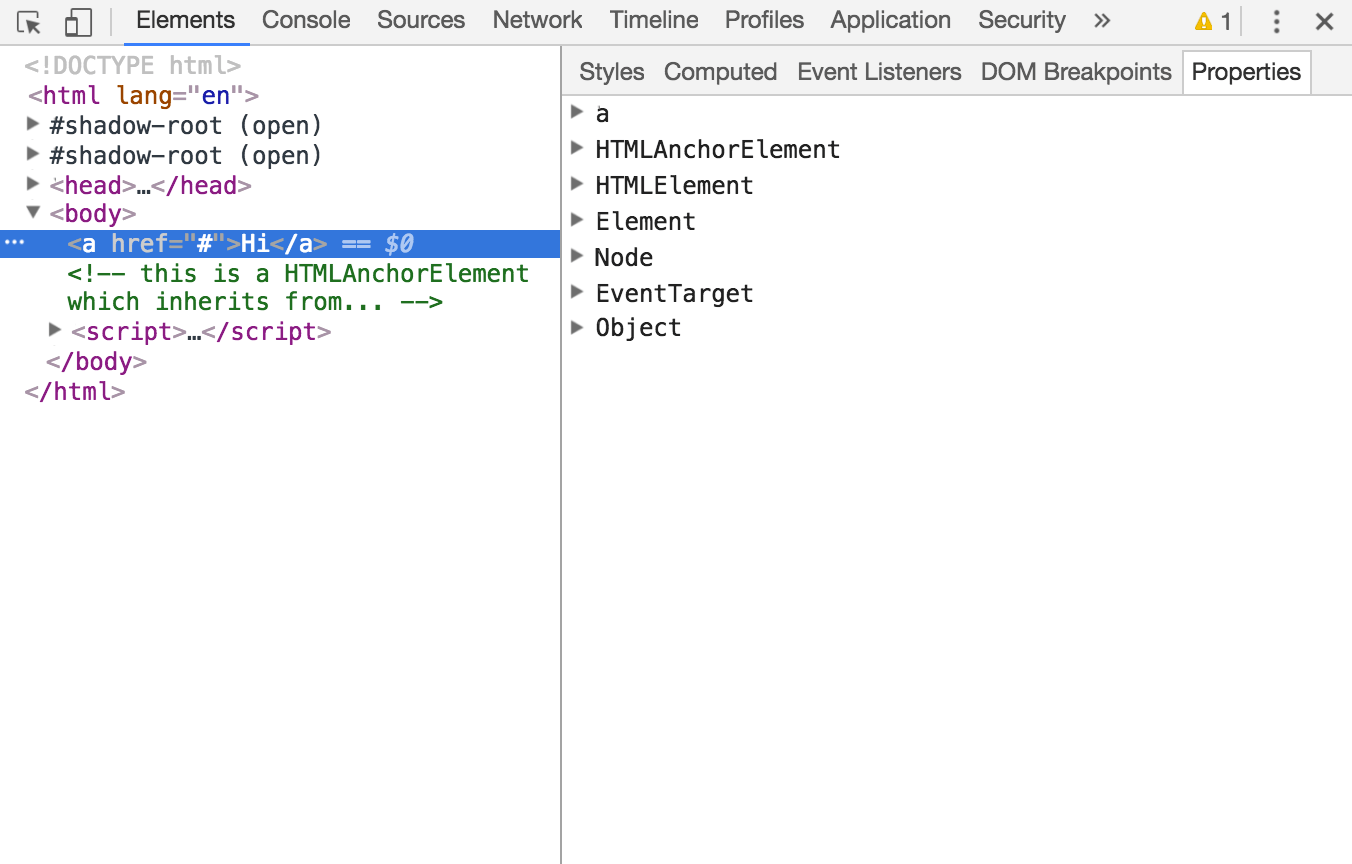 Elements Console Sources Network Timeline Profiles Application Security » 1
<!DOCTYPE html>
<html lang="en">
#shadow-root (open)
#shadow-root (open)
<head>…</head>
<body>
<a href="#">Hi</a> == $0
<!-- this is a HTMLAnchorElement
which inherits from... -->
<script>…</script>
</body>
</html>
Styles Computed Event Listeners DOM Breakpoints Properties
a
HTMLAnchorElement
HTMLElement
Element
Node
EventTarget
Object